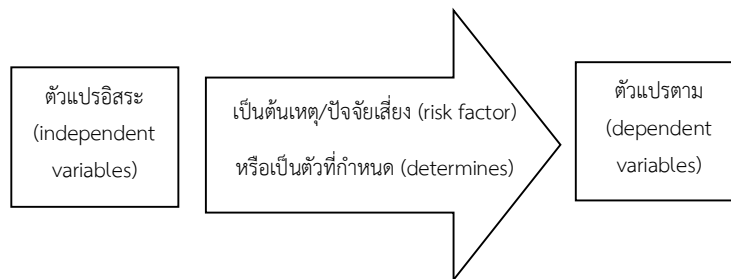 ตัวแปรอิสระ
(independent
variables)
เป็นต้นเหตุ/ปัจจัยเสี่ยง (risk factor)
หรือเป็นตัวที่กำหนด (determines)
ตัวแปรตาม
(dependent
variables)